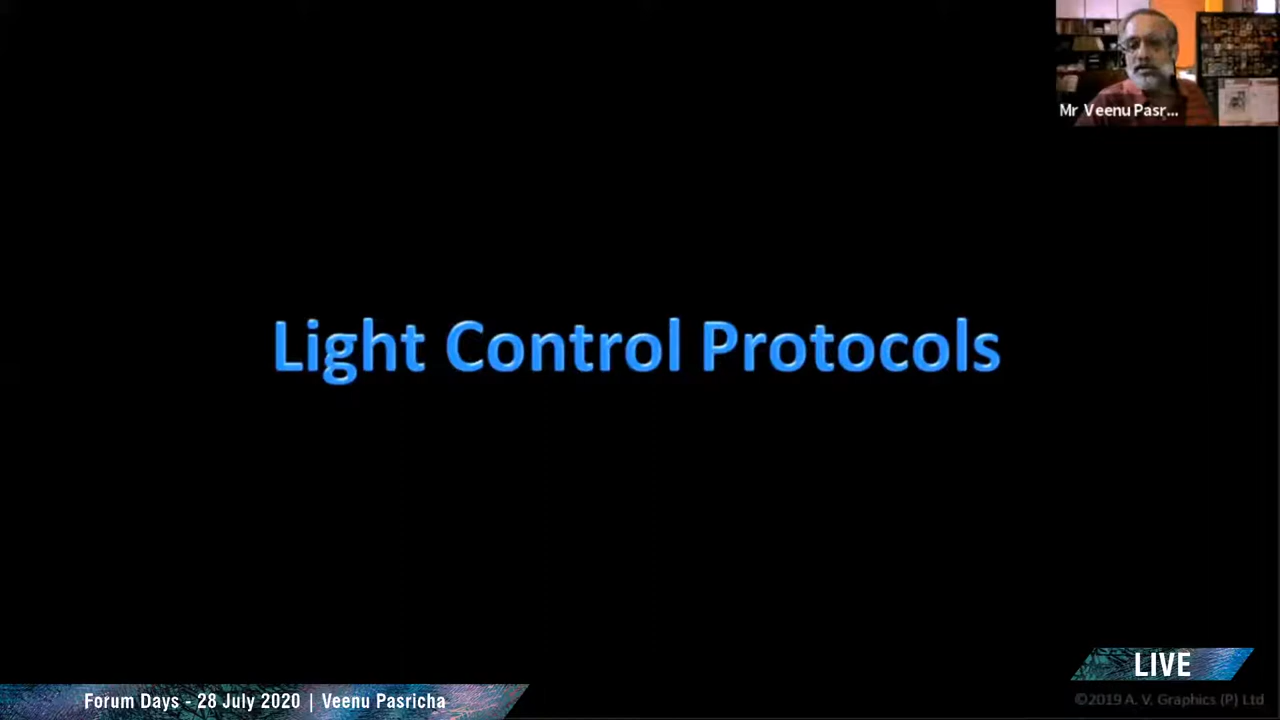 Mr Veenu Pasr...
Light Control Protocols
LIVE
Forum Days - 28 July 2020 | Veenu Pasricha
©2019 A. V. Graphics (P) Ltd